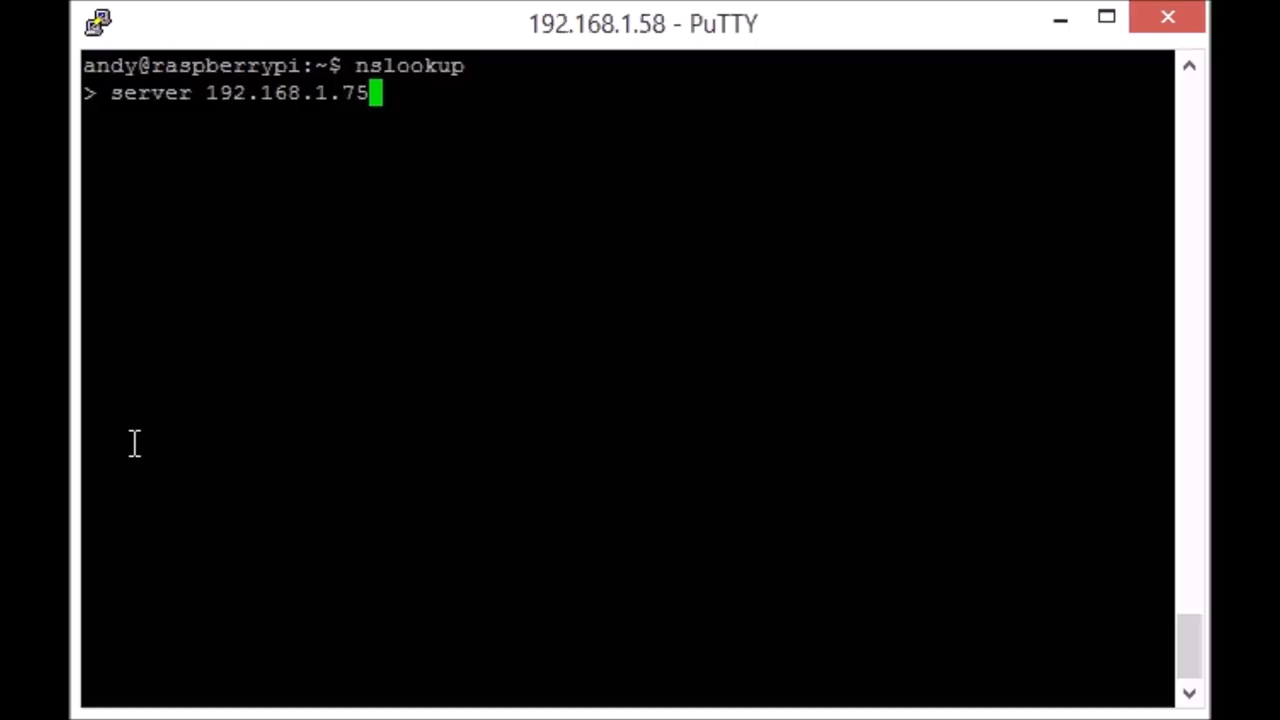 192.168.1.58 - PuTTY
andy@raspberrypi:~$ nslookup
> server 192.168.1.75